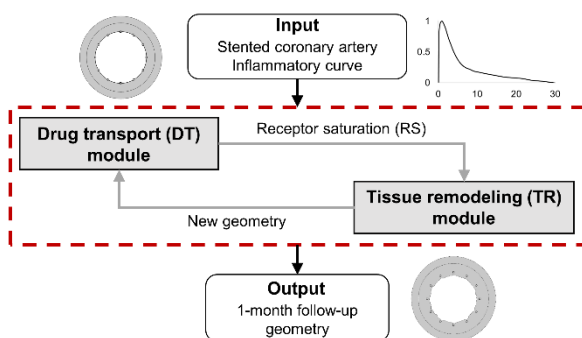 Input
Stented coronary artery
Inflammatory curve
1
0.5
0
0
10
20
30
Drug transport (DT)
module
Receptor saturation (RS)
Tissue remodeling (TR)
module
New geometry
Output
1-month follow-up
geometry